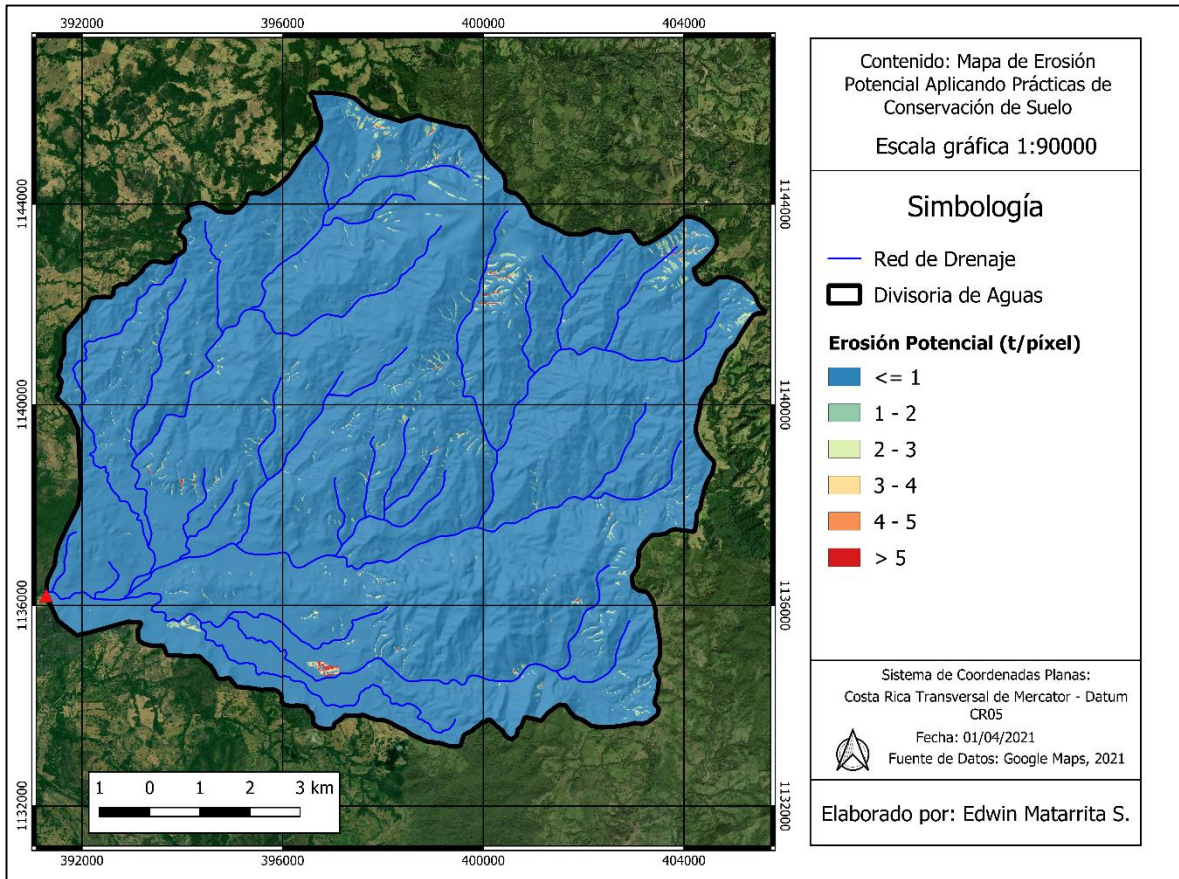 392000 396000 400000 404000
1144000 1144000
1140000 1140000
1136000 1136000
1132000 1132000
1 0 1 2 3 km
392000 396000 400000 404000
Contenido: Mapa de Erosión
Potencial Aplicando Prácticas de
Conservación de Suelo
Escala gráfica 1:90000
Simbología
Red de Drenaje
Divisoria de Aguas
Erosión Potencial (t/píxel)
<= 1
1 - 2
2 - 3
3 - 4
4 - 5
> 5
Sistema de Coordenadas Planas:
Costa Rica Transversal de Mercator - Datum
CR05
Fecha: 01/04/2021
Fuente de Datos: Google Maps, 2021
Elaborado por: Edwin Matarrita S.